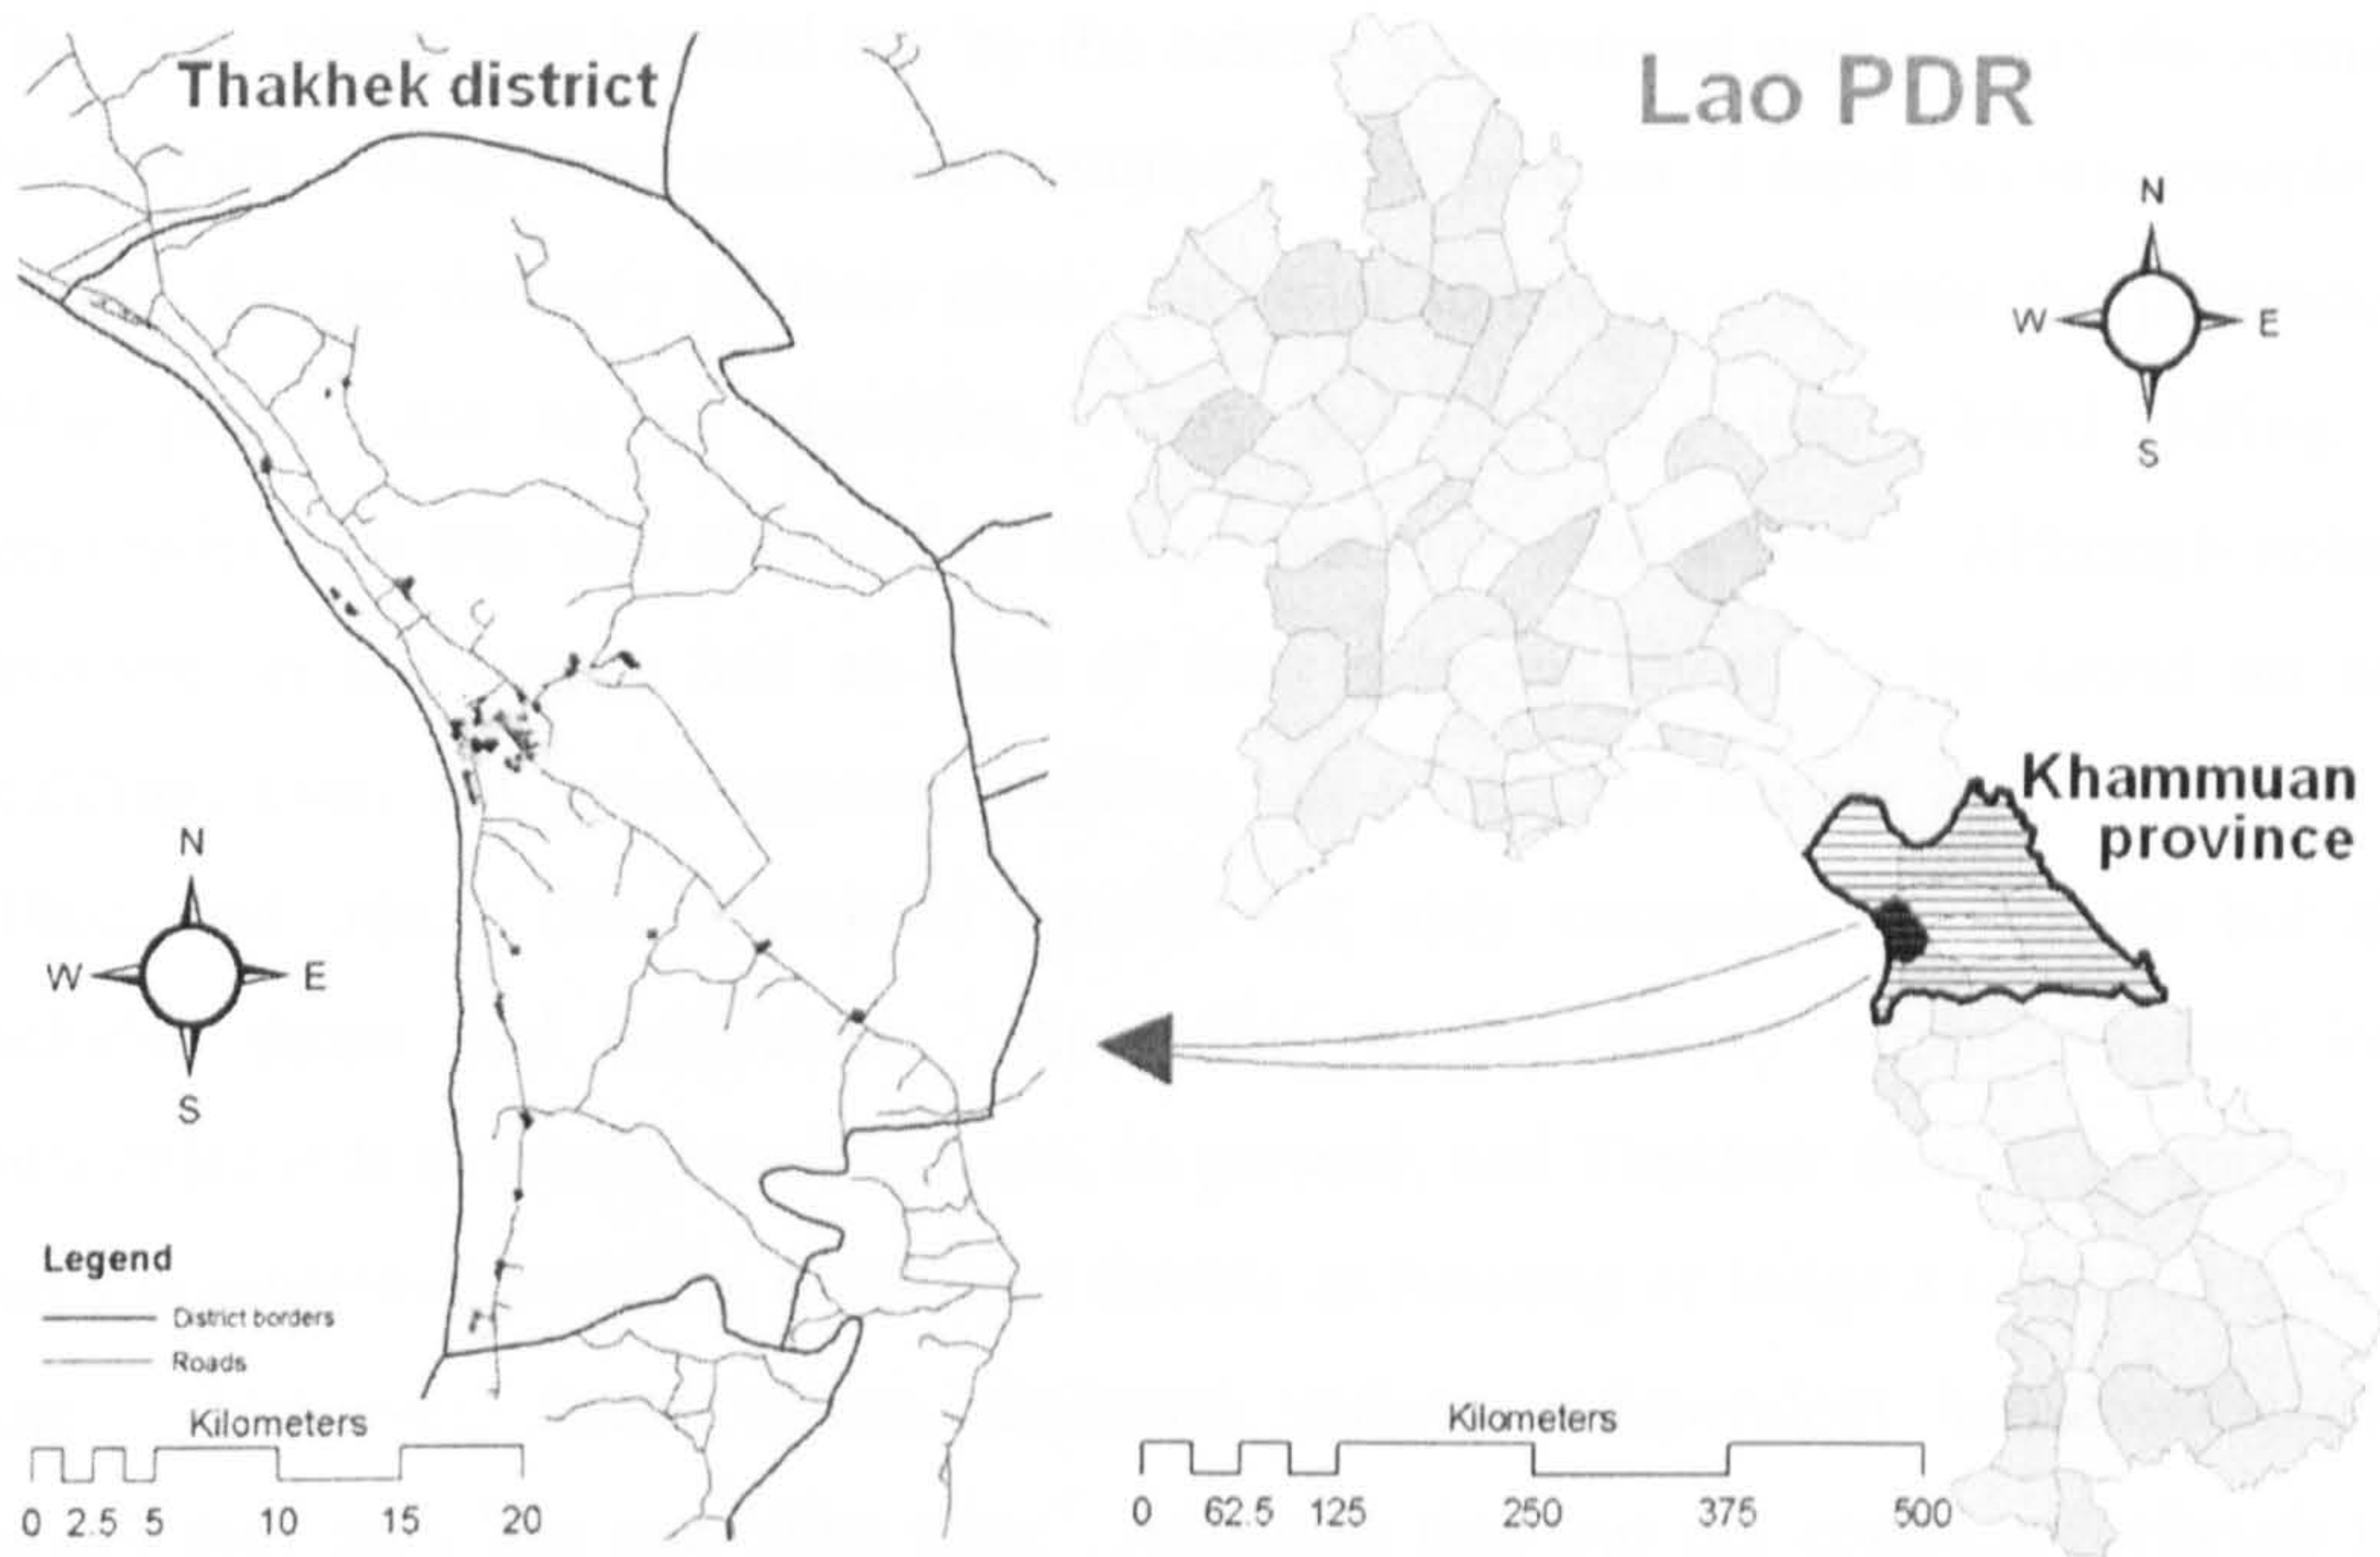 Thakhek district
Lao PDR
N
W E
S
Khammuan
province
N
W E
S
Legend
District borders
Roads
Kilometers
0 2.5 5 10 15 20
Kilometers
0 62.5 125 250 375 500